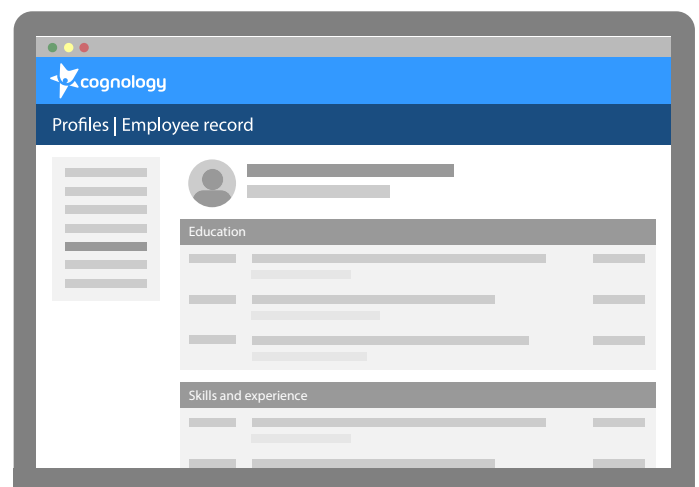 cognology
Profiles | Employee record
Education
Skills and experience